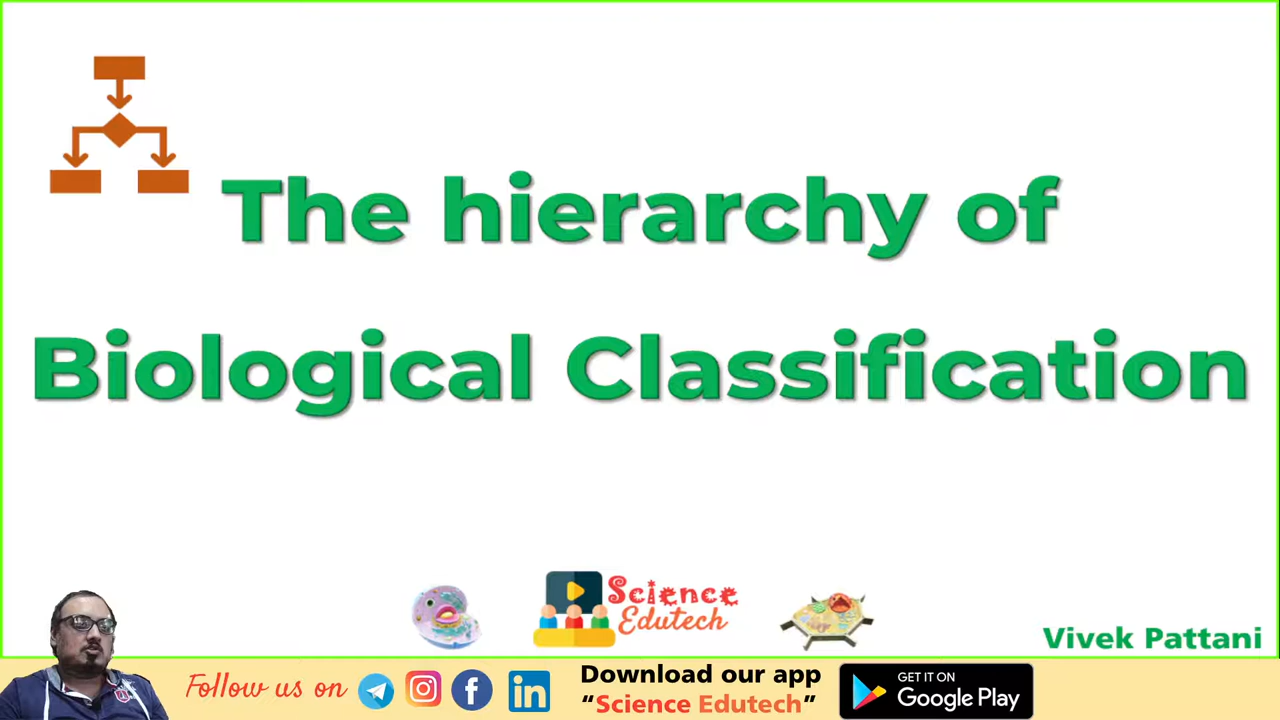 The hierarchy of
Biological Classification
Science
Edutech
Vivek Pattani
Follow us on
in
Download our app
“Science Edutech”
GET IT ON
Google Play